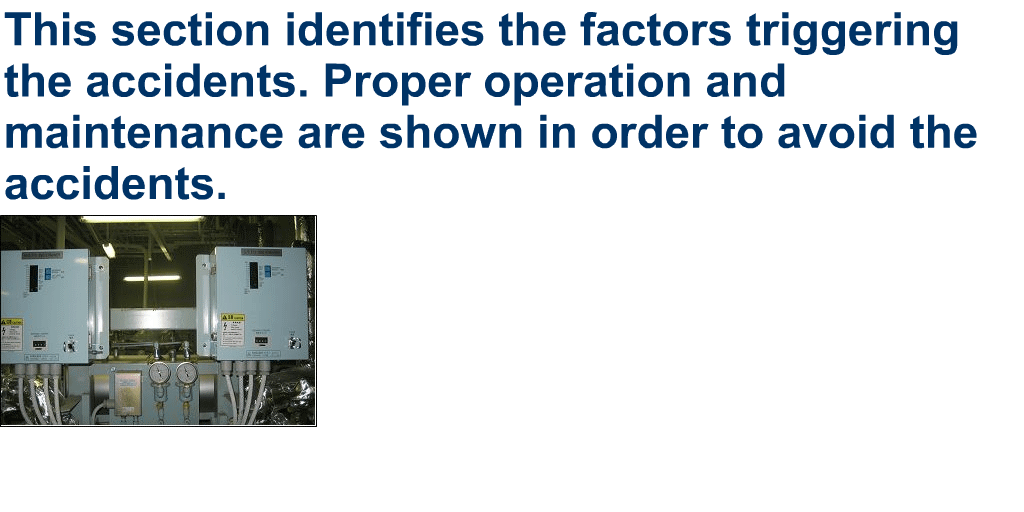 This section identifies the factors triggering
the accidents. Proper operation and
maintenance are shown in order to avoid the
accidents.